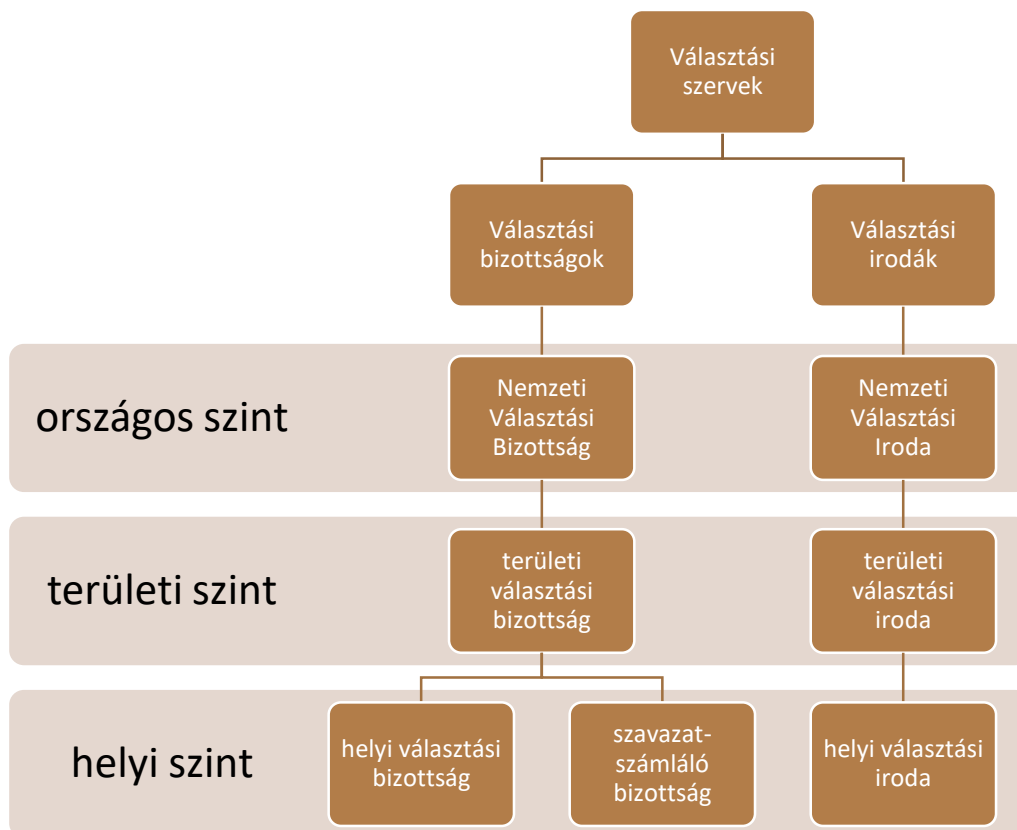 Választási
szervek
Választási
bizottságok
Választási
irodák
országos szint
Nemzeti
Választási
Bizottság
Nemzeti
Választási
Iroda
területi szint
területi
választási
bizottság
területi
választási
iroda
helyi szint
helyi választási
bizottság
szavazat-
számláló
bizottság
helyi választási
iroda